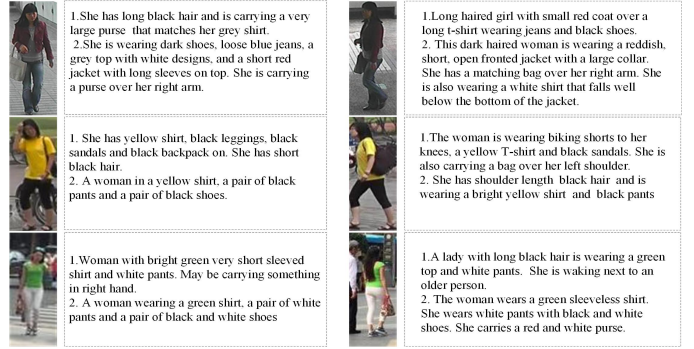 1.She has long black hair and is carrying a very
large purse that matches her grey shirt.
2.She is wearing dark shoes, loose blue jeans, a
grey top with white designs, and a short red
jacket with long sleeves on top. She is carrying
a purse over her right arm.
1.Long haired girl with small red coat over a
long t-shirt wearing jeans and black shoes.
2. This dark haired woman is wearing a reddish,
short, open fronted jacket with a large collar.
She has a matching bag over her right arm. She
is also wearing a white shirt that falls well
below the bottom of the jacket.
1. She has yellow shirt, black leggings, black
sandals and black backpack on. She has short
black hair.
2. A woman in a yellow shirt, a pair of black
pants and a pair of black shoes.
1.The woman is wearing biking shorts to her
knees, a yellow T-shirt and black sandals. She is
also carrying a bag over her left shoulder.
2. She has shoulder length black hair and is
wearing a bright yellow shirt and black pants
1.Woman with bright green very short sleeved
shirt and white pants. May be carrying something
in right hand.
2. A woman wearing a green shirt, a pair of white
pants and a pair of black and white shoes
1.A lady with long black hair is wearing a green
top and white pants. She is waking next to an
older person.
2. The woman wears a green sleeveless shirt.
She wears white pants with black and white
shoes. She carries a red and white purse.